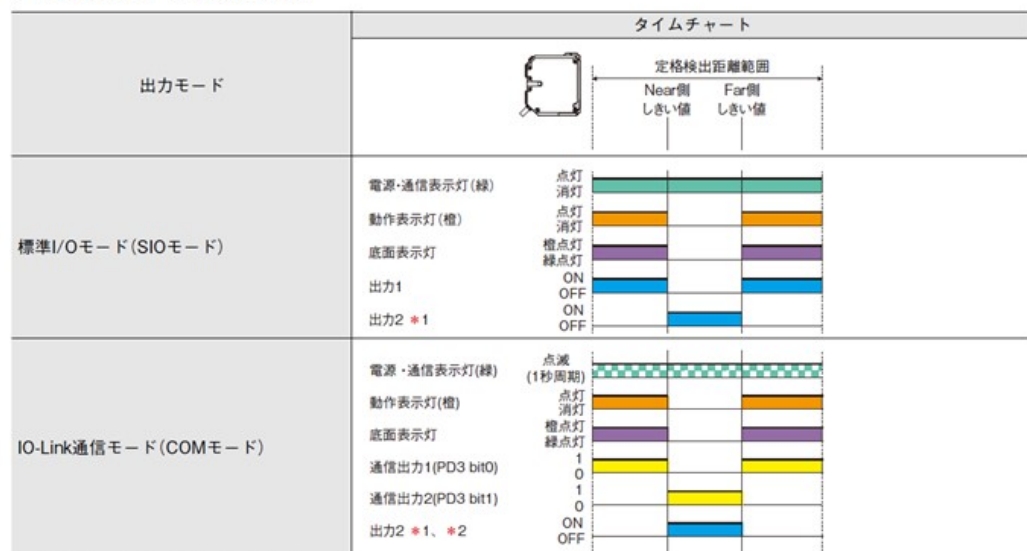 出力モード
タイムチャート
定格検出距離範囲
Near側
しきい値
Far側
しきい値
標準I/Oモード(SIOモード)
電源・通信表示灯(緑)
点灯
消灯
動作表示灯(橙)
点灯
消灯
底面表示灯
橙点灯
緑点灯
出力1
ON
OFF
出力2 *1
ON
OFF
IO-Link通信モード(COMモード)
電源・通信表示灯(緑)
点滅
(1秒周期)
動作表示灯(橙)
点灯
消灯
底面表示灯
橙点灯
緑点灯
通信出力1(PD3 bit0)
1
0
通信出力2(PD3 bit1)
1
0
出力2 *1、*2
ON
OFF